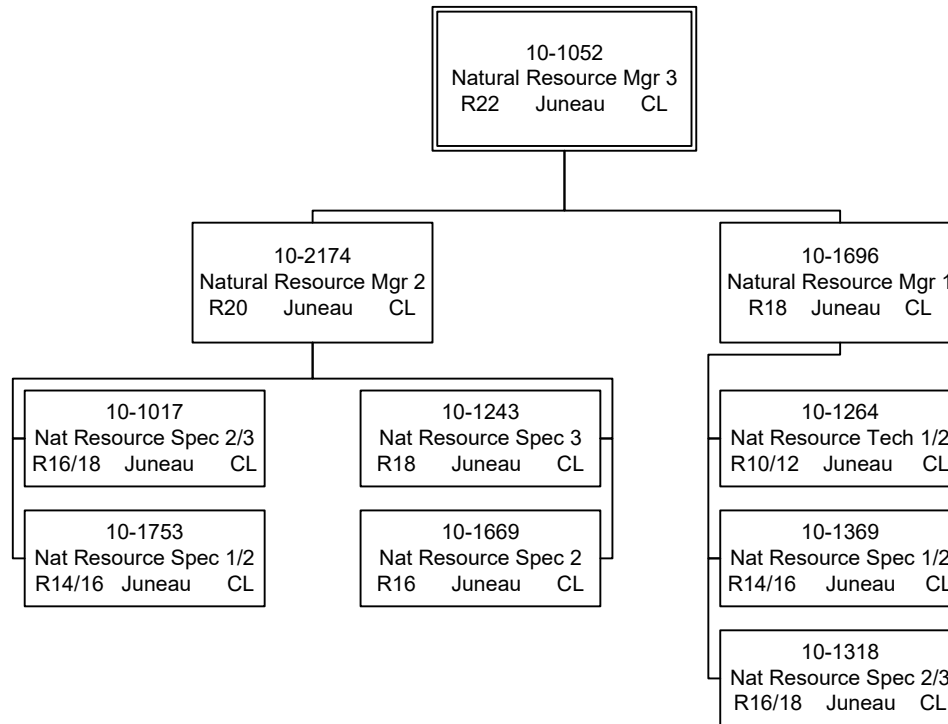 10-1052
Natural Resource Mgr 3
R22 Juneau CL
10-2174
Natural Resource Mgr 2
R20 Juneau CL
10-1696
Natural Resource Mgr 1
R18 Juneau CL
10-1017
Nat Resource Spec 2/3
R16/18 Juneau CL
10-1243
Nat Resource Spec 3
R18 Juneau CL
10-1264
Nat Resource Tech 1/2
R10/12 Juneau CL
10-1753
Nat Resource Spec 1/2
R14/16 Juneau CL
10-1669
Nat Resource Spec 2
R16 Juneau CL
10-1369
Nat Resource Spec 1/2
R14/16 Juneau CL
10-1318
Nat Resource Spec 2/3
R16/18 Juneau CL